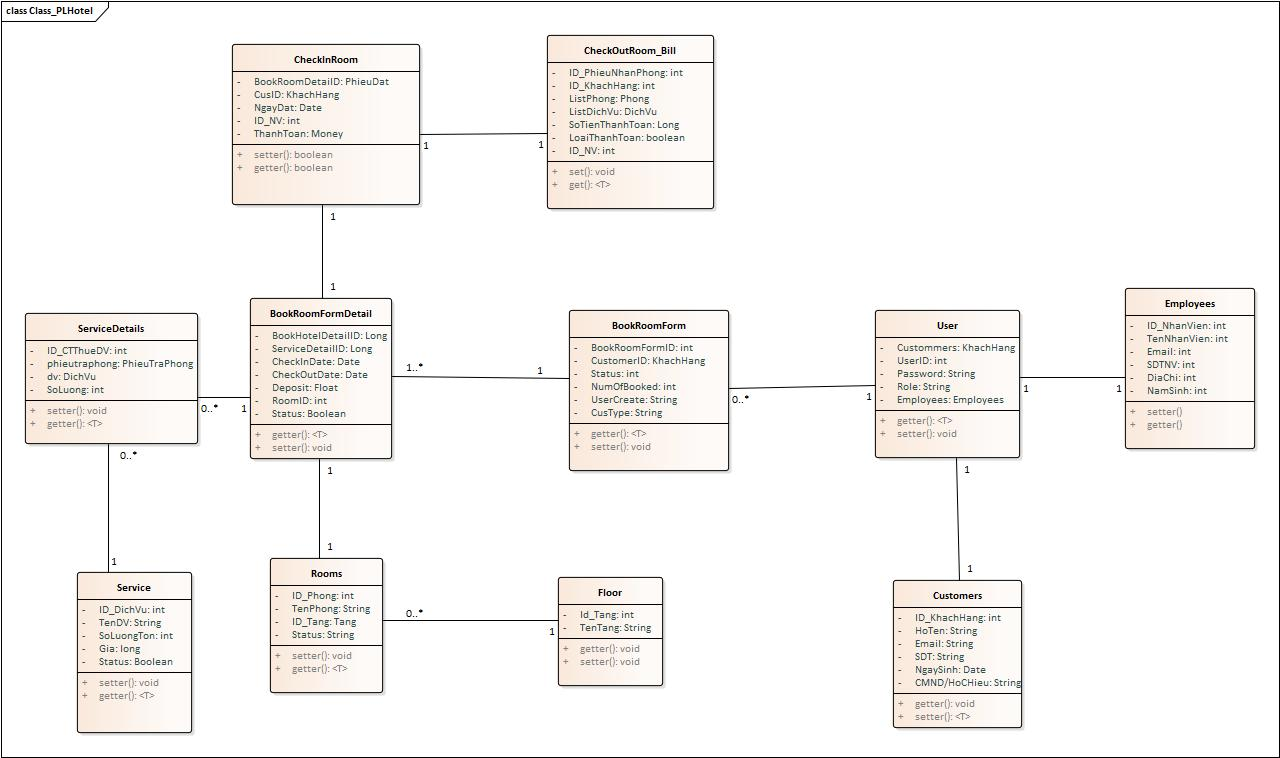 class Class_PLHotel
CheckInRoom
- BookRoomDetailID: PhieuDat
- CusID: KhachHang
- NgayDat: Date
- ID_NV: int
- ThanhToan: Money
+ setter(): boolean
+ getter(): boolean
CheckOutRoom_Bill
- ID_PhieuNhanPhong: int
- ID_KhachHang: int
- ListPhong: Phong
- ListDichVu: DichVu
- SoTienThanhToan: Long
- LoaiThanhToan: boolean
- ID_NV: int
+ set(): void
+ get(): <T>
1
1
1
1
ServiceDetails
- ID_CTThueDV: int
- phieutraphong: PhieuTraPhong
- dv: DichVu
- SoLuong: int
+ setter(): void
+ getter(): <T>
BookRoomFormDetail
- BookHotelDetailID: Long
- ServiceDetailID: Long
- CheckInDate: Date
- CheckOutDate: Date
- Deposit: Float
- RoomID: int
- Status: Boolean
+ getter(): <T>
+ setter(): void
BookRoomForm
- BookRoomFormID: int
- CustomerID: KhachHang
- Status: int
- NumOfBooked: int
- UserCreate: String
- CusType: String
+ getter(): <T>
+ setter(): void
User
- Custommers: KhachHang
- UserID: int
- Password: String
- Role: String
- Employees: Employees
+ getter(): <T>
+ setter(): void
Employees
- ID_NhanVien: int
- TenNhanVien: int
- Email: int
- SDTNV: int
- DiaChi: int
- NamSinh: int
+ setter()
+ getter()
0..*
1
1..*
1
0..*
1
1
1
0..*
1
1
1
1
1
Service
- ID_DichVu: int
- TenDV: String
- SoLuongTon: int
- Gia: long
- Status: Boolean
+ setter(): void
+ getter(): <T>
Rooms
- ID_Phong: int
- TenPhong: String
- ID_Tang: Tang
- Status: String
+ setter(): void
+ getter(): <T>
0..*
1
Floor
- Id_Tang: int
- TenTang: String
+ getter(): void
+ setter(): void
Customers
- ID_KhachHang: int
- HoTen: String
- Email: String
- SDT: String
- NgaySinh: Date
- CMND/HoCHieu: String
+ getter(): void
+ setter(): <T>